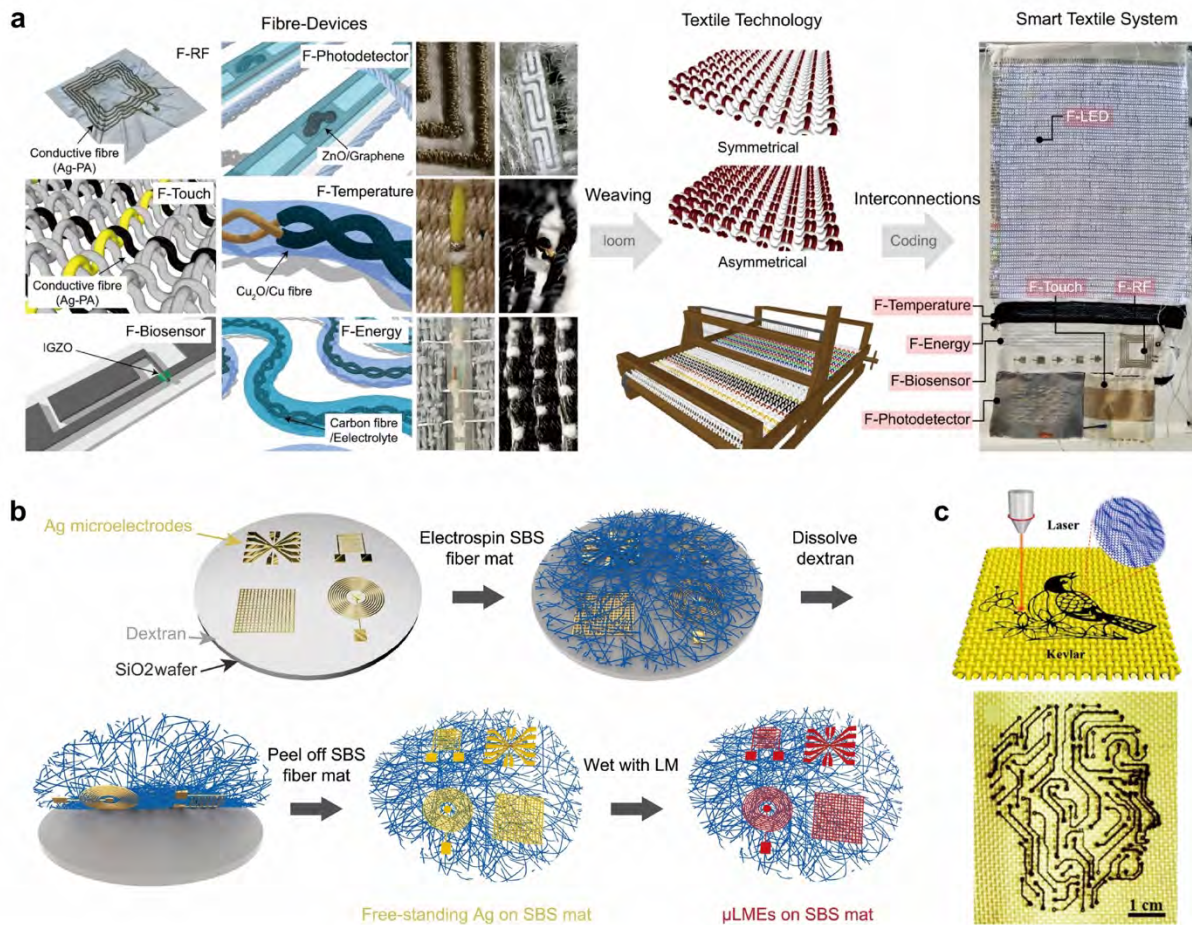 a
Fibre-Devices
Textile Technology
Smart Textile System
F-RF
Conductive fibre
(Ag-PA)
F-Photodetector
ZnO/Graphene
F-Touch
Conductive fibre
(Ag-PA)
F-Temperature
Cu2O/Cu fibre
F-Biosensor
IGZO
F-Energy
Carbon fibre
/Eelectrolyte
Weaving
loom
Symmetrical
Asymmetrical
Interconnections
Coding
F-LED
F-Touch
F-RF
F-Temperature
F-Energy
F-Biosensor
F-Photodetector
b
Ag microelectrodes
Dextran
SiO2wafer
Electrospin SBS
fiber mat
Dissolve
dextran
Peel off SBS
fiber mat
Wet with LM
Free-standing Ag on SBS mat
μLMEs on SBS mat
c
Laser
Kevlar
1 cm